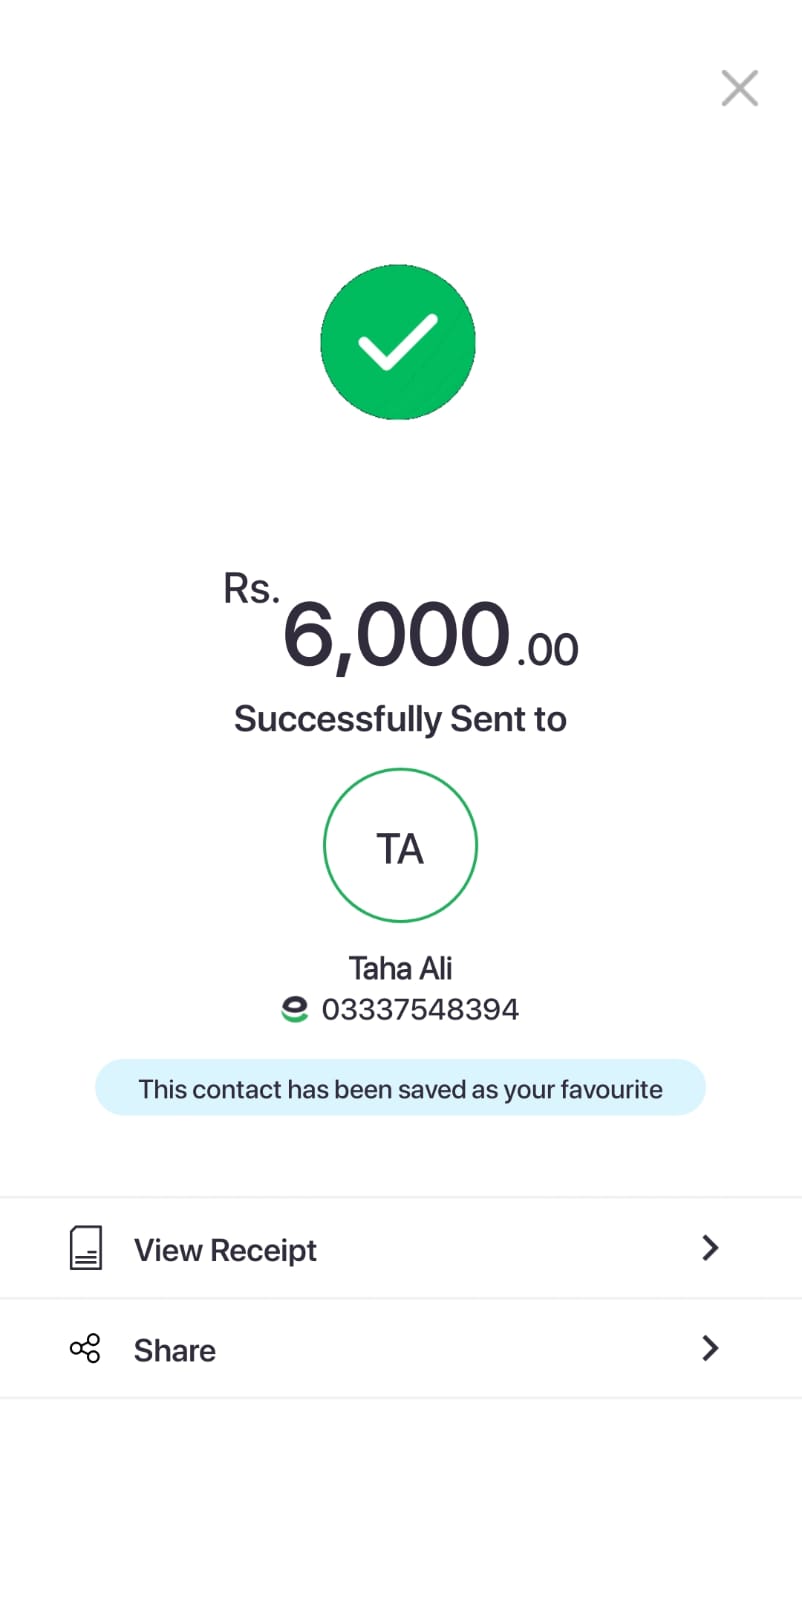 Rs. 6,000.00
Successfully Sent to
TA
Taha Ali
03337548394
This contact has been saved as your favourite
View Receipt
Share